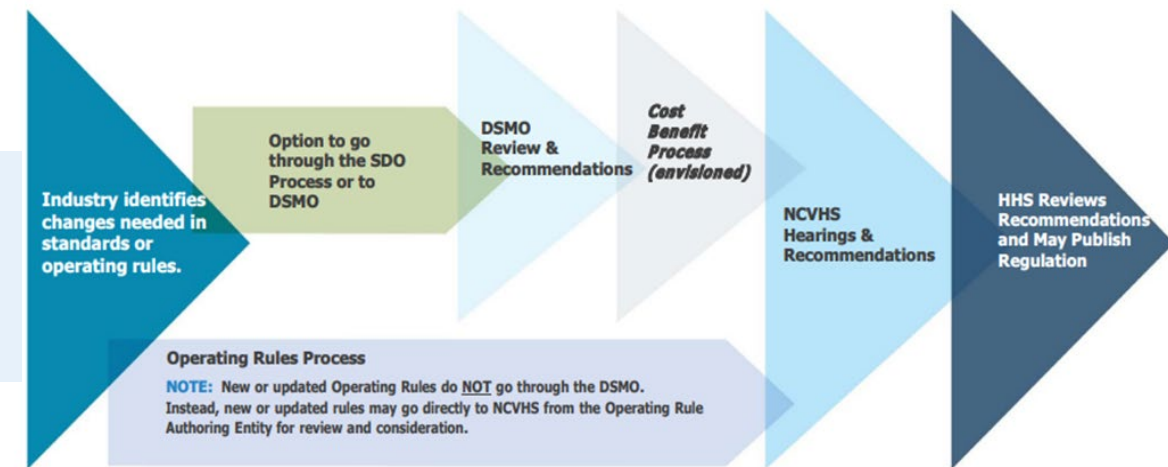 Industry identifies
changes needed in
standards or
operating rules.
Option to go
through the SDO
Process or to
DSMO
DSMO
Review &
Recommendations
Cost
Benefit
Process
(envisioned)
NCVHS
Hearings &
Recommendations
HHS Reviews
Recommendations
and May Publish
Regulation
Operating Rules Process
NOTE: New or updated Operating Rules do NOT go through the DSMO.
Instead, new or updated rules may go directly to NCVHS from the Operating Rule
Authoring Entity for review and consideration.